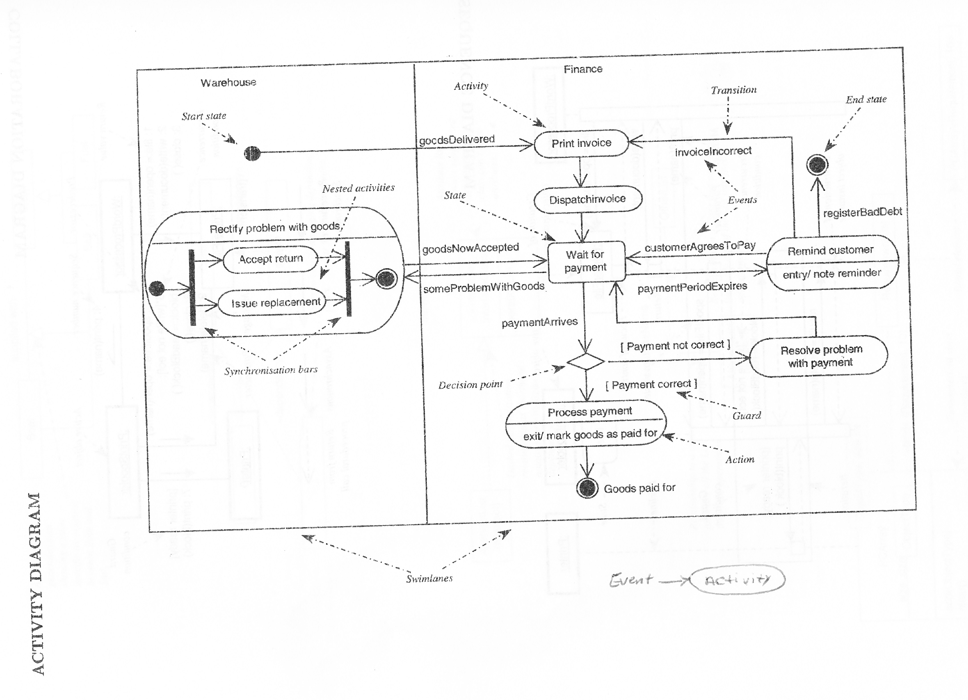 Warehouse
Finance
Activity
Transition
End state
Start state
goodsDelivered
Print invoice
invoiceIncorrect
Nested activities
State
Dispatchinvoice
Events
registerBadDebt
Rectify problem with goods
goodsNowAccepted
Wait for
payment
customerAgreesToPay
Remind customer
entry/ note reminder
Accept return
someProblemWithGoods
paymentPeriodExpires
Issue replacement
paymentArrives
[ Payment not correct ]
Resolve problem
with payment
Synchronisation bars
Decision point
[ Payment correct ]
Process payment
Guard
exit/ mark goods as paid for
Action
Goods paid for
Swimlanes
Event
ACTIVITY
ACTIVITY DIAGRAM